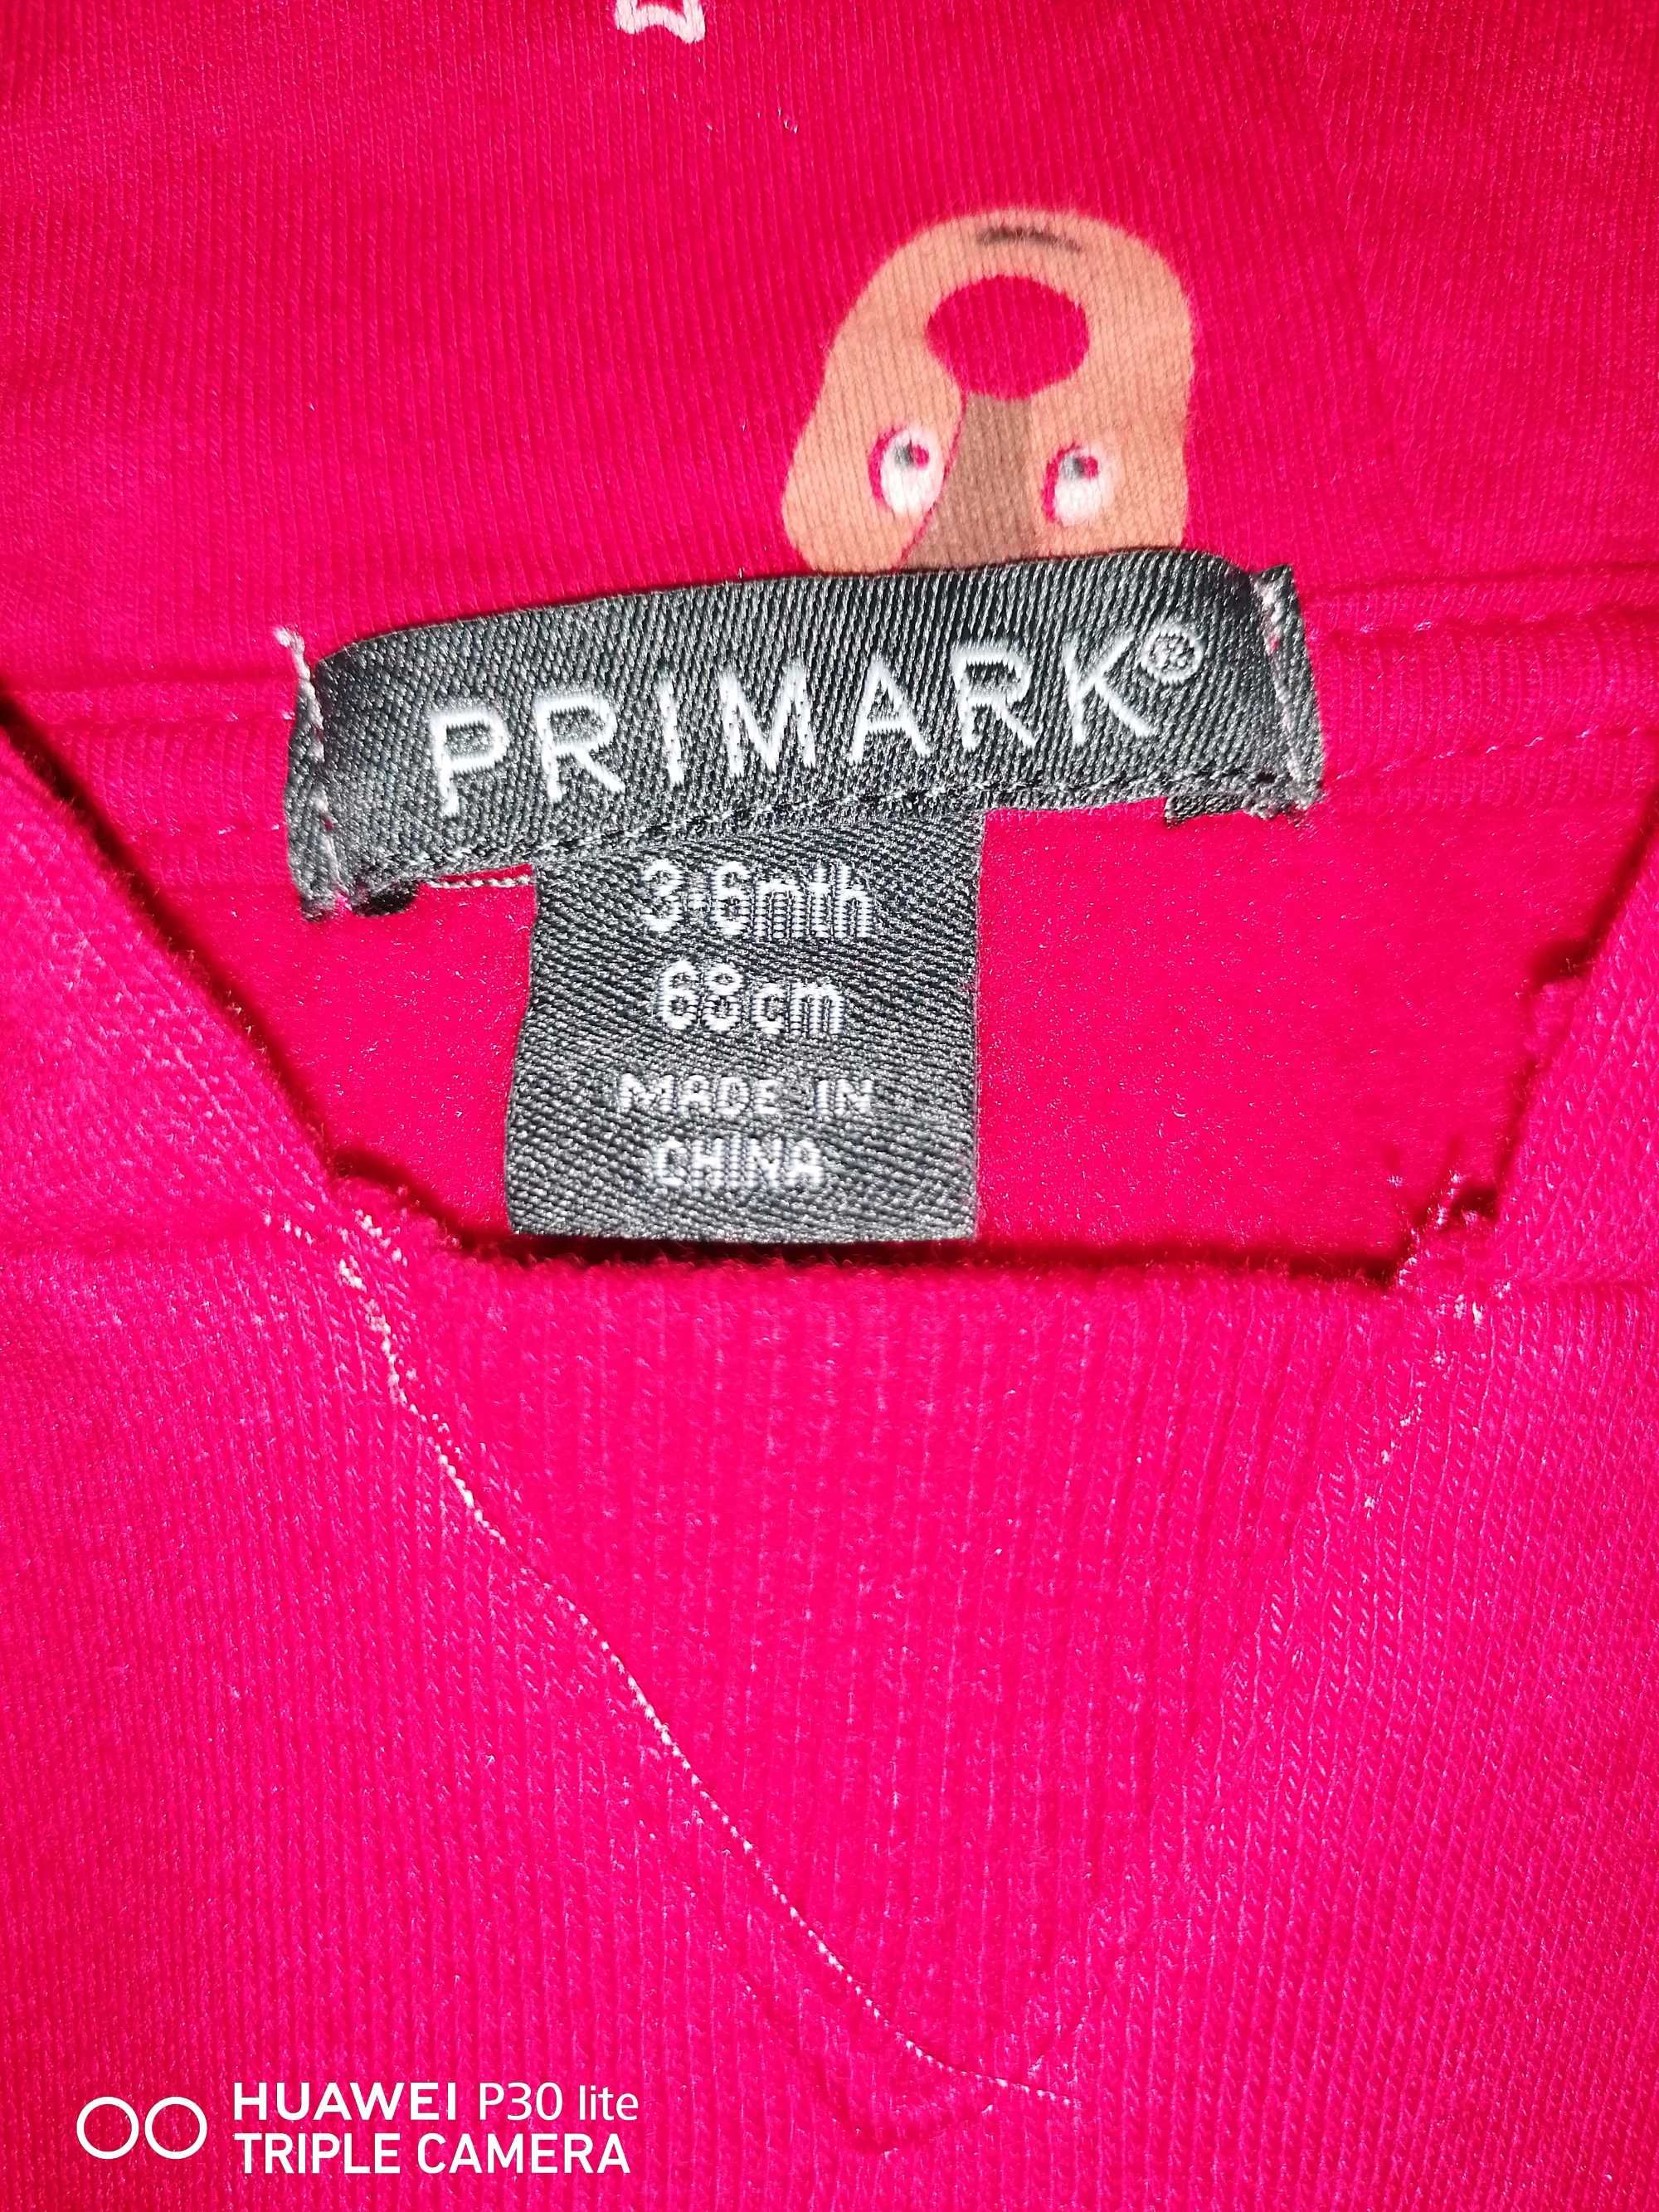 PRIMARK®
3-6mth
68cm
MADE IN
CHINA
HUAWEI P30 lite
TRIPLE CAMERA